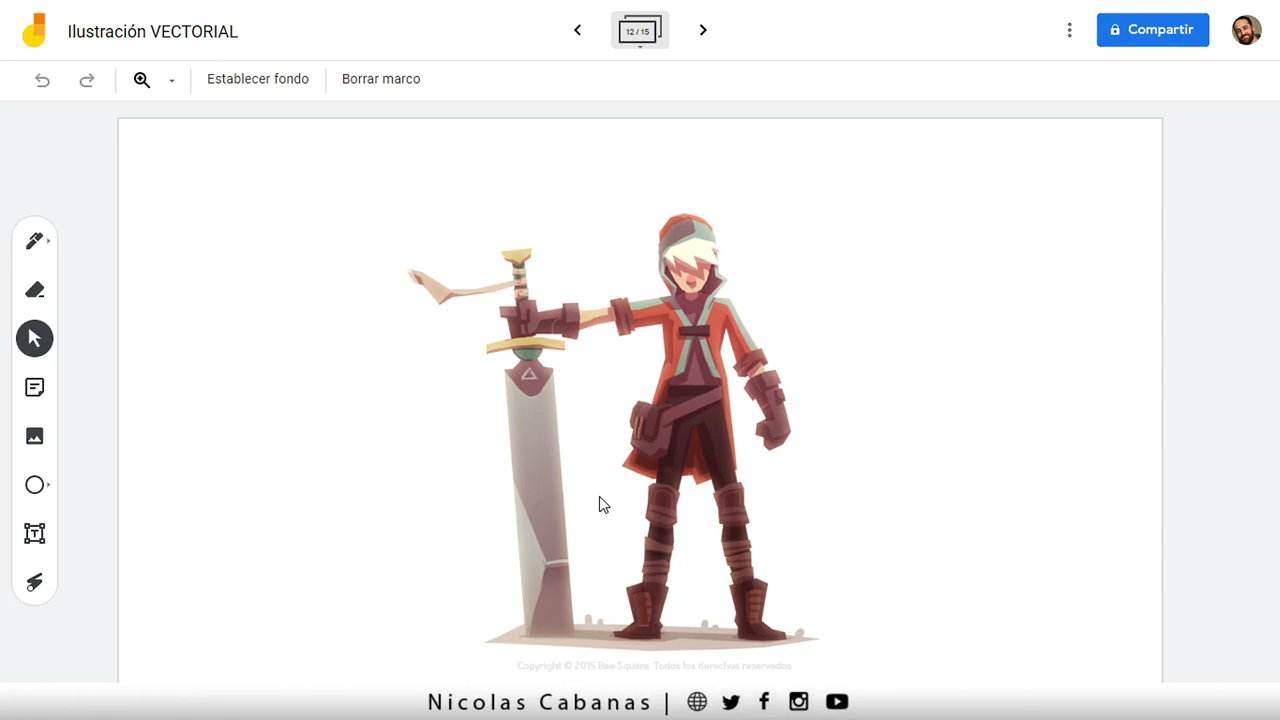 Ilustración VECTORIAL
12 / 15
Compartir
Establecer fondo
Borrar marco
Copyright © 2015 Bee Square Todos los derechos reservados
Nicolas Cabanas |